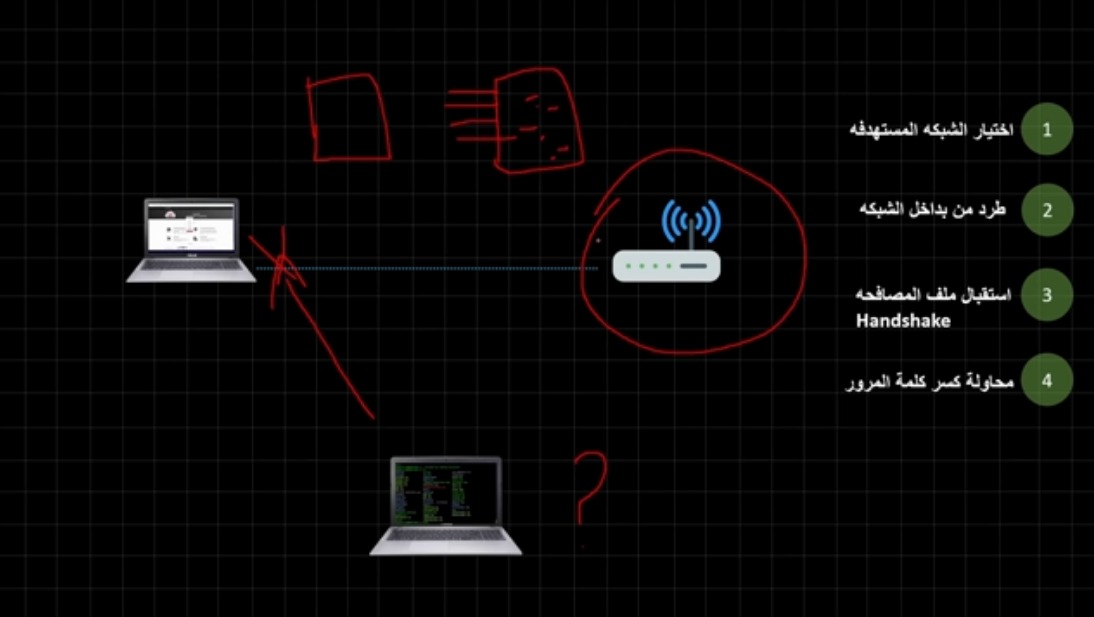 1 اختيار الشبكه المستهدفه
2 طرد من بداخل الشبكه
3 استقبال ملف المصافحه
Handshake
4 محاولة كسر كلمة المرور
?